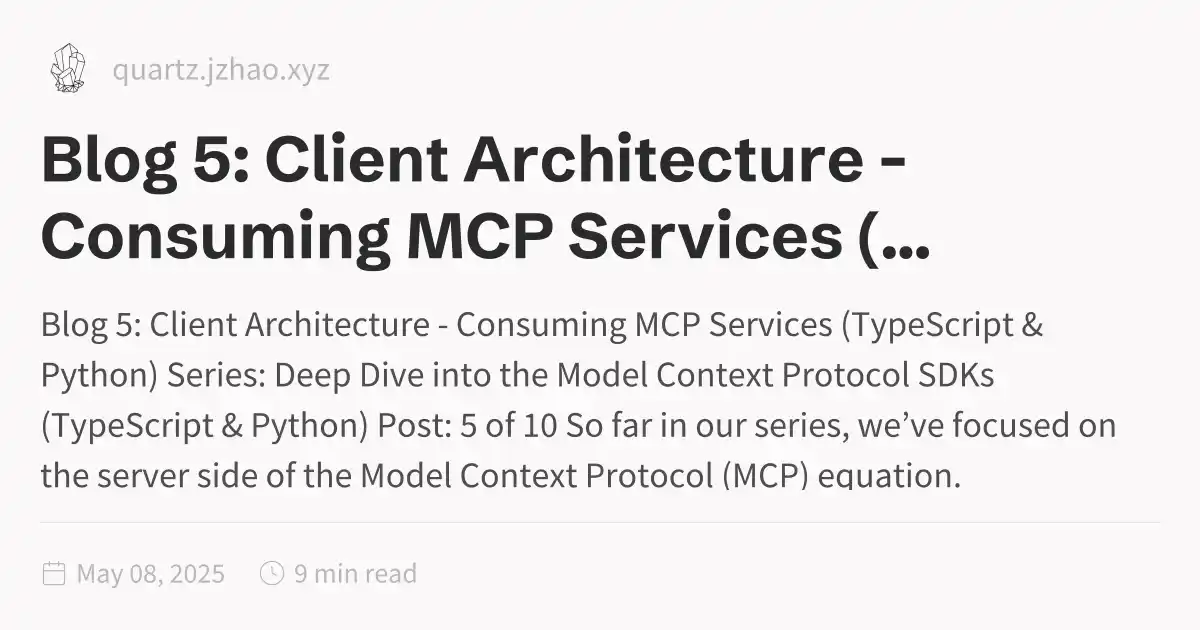 quartz.jzhao.xyz
Blog 5: Client Architecture -
Consuming MCP Services (...
Blog 5: Client Architecture - Consuming MCP Services (TypeScript &
Python) Series: Deep Dive into the Model Context Protocol SDKs
(TypeScript & Python) Post: 5 of 10 So far in our series, we’ve focused on
the server side of the Model Context Protocol (MCP) equation.
May 08, 2025 9 min read